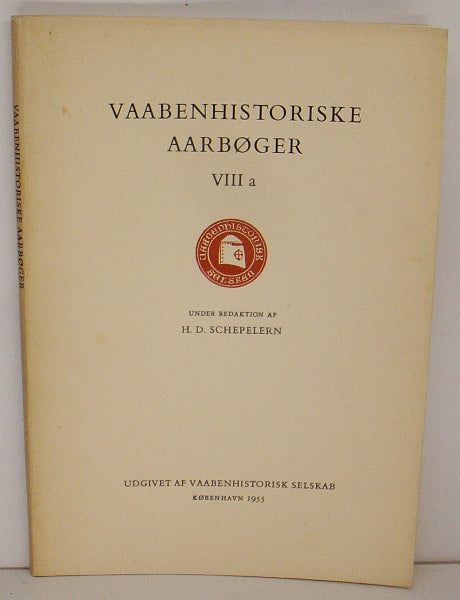 VAABENHISTORISKE AARBØGER
VAABENHISTORISKE
AARBØGER
VIII a
VAABENHISTORISK
SELSKAB
UNDER REDAKTION AF
H. D. SCHEPELERN
UDGIVET AF VAABENHISTORISK SELSKAB
KØBENHAVN 1955